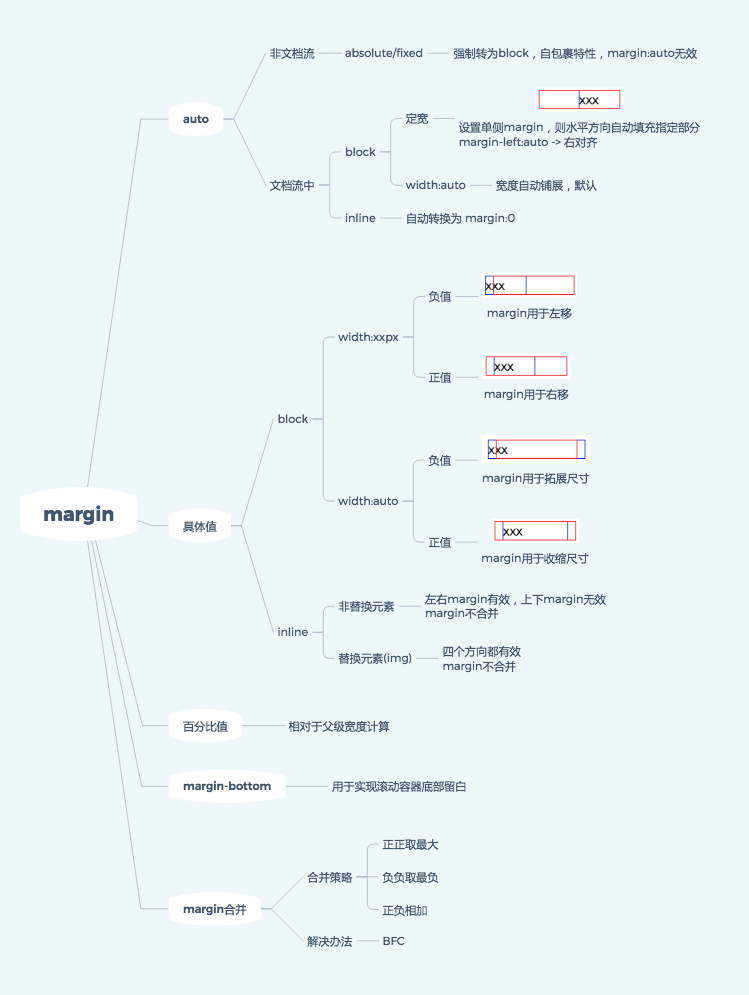 margin
auto
非文档流
absolute/fixed
强制转为block，自包裹特性，margin:auto无效
文档流中
block
定宽
xxx
设置单侧margin，则水平方向自动填充指定部分
margin-left:auto -> 右对齐
width:auto
宽度自动铺展，默认
inline
自动转换为 margin:0
具体值
block
width:xxpx
负值
xxx
margin用于左移
正值
xxx
margin用于右移
width:auto
负值
xxx
margin用于拓展尺寸
正值
xxx
margin用于收缩尺寸
inline
非替换元素
左右margin有效，上下margin无效
margin不合并
替换元素(img)
四个方向都有效
margin不合并
百分比值
相对于父级宽度计算
margin-bottom
用于实现滚动容器底部留白
margin合并
合并策略
正正取最大
负负取最负
正负相加
解决办法
BFC